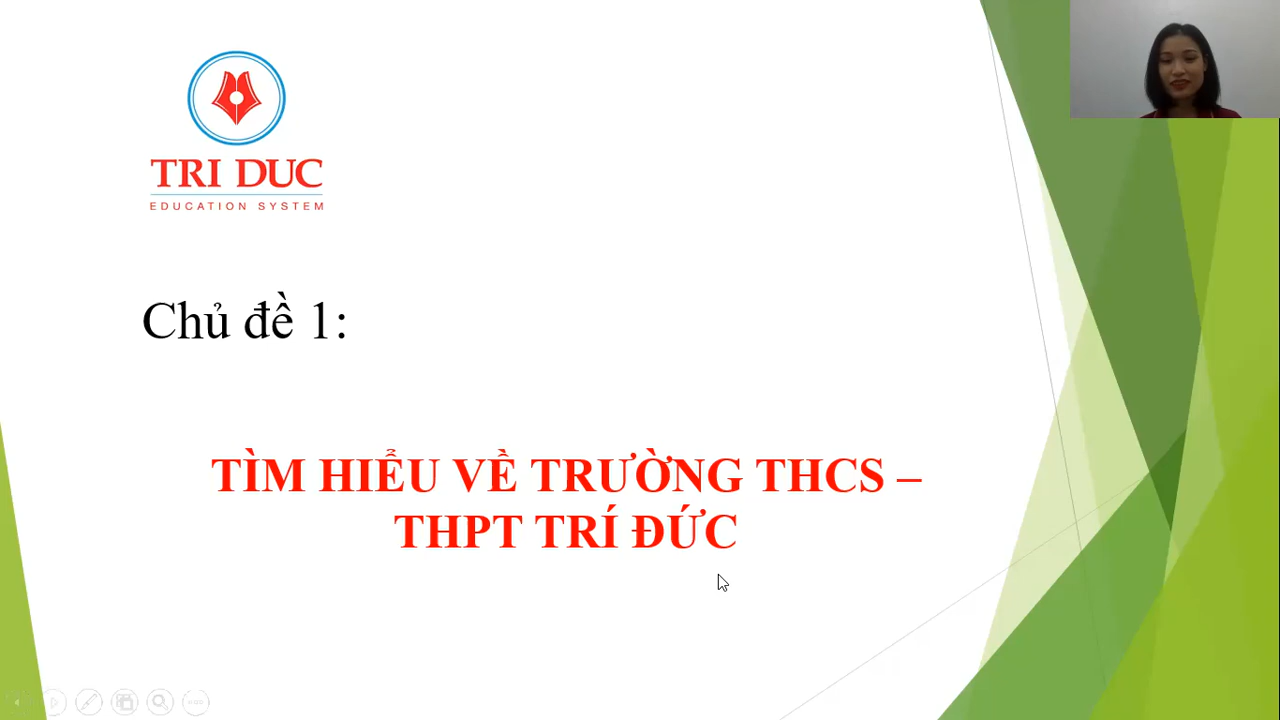 TRI DUC
EDUCATION SYSTEM
Chủ đề 1:
TÌM HIỂU VỀ TRƯỜNG THCS –
THPT TRÍ ĐỨC